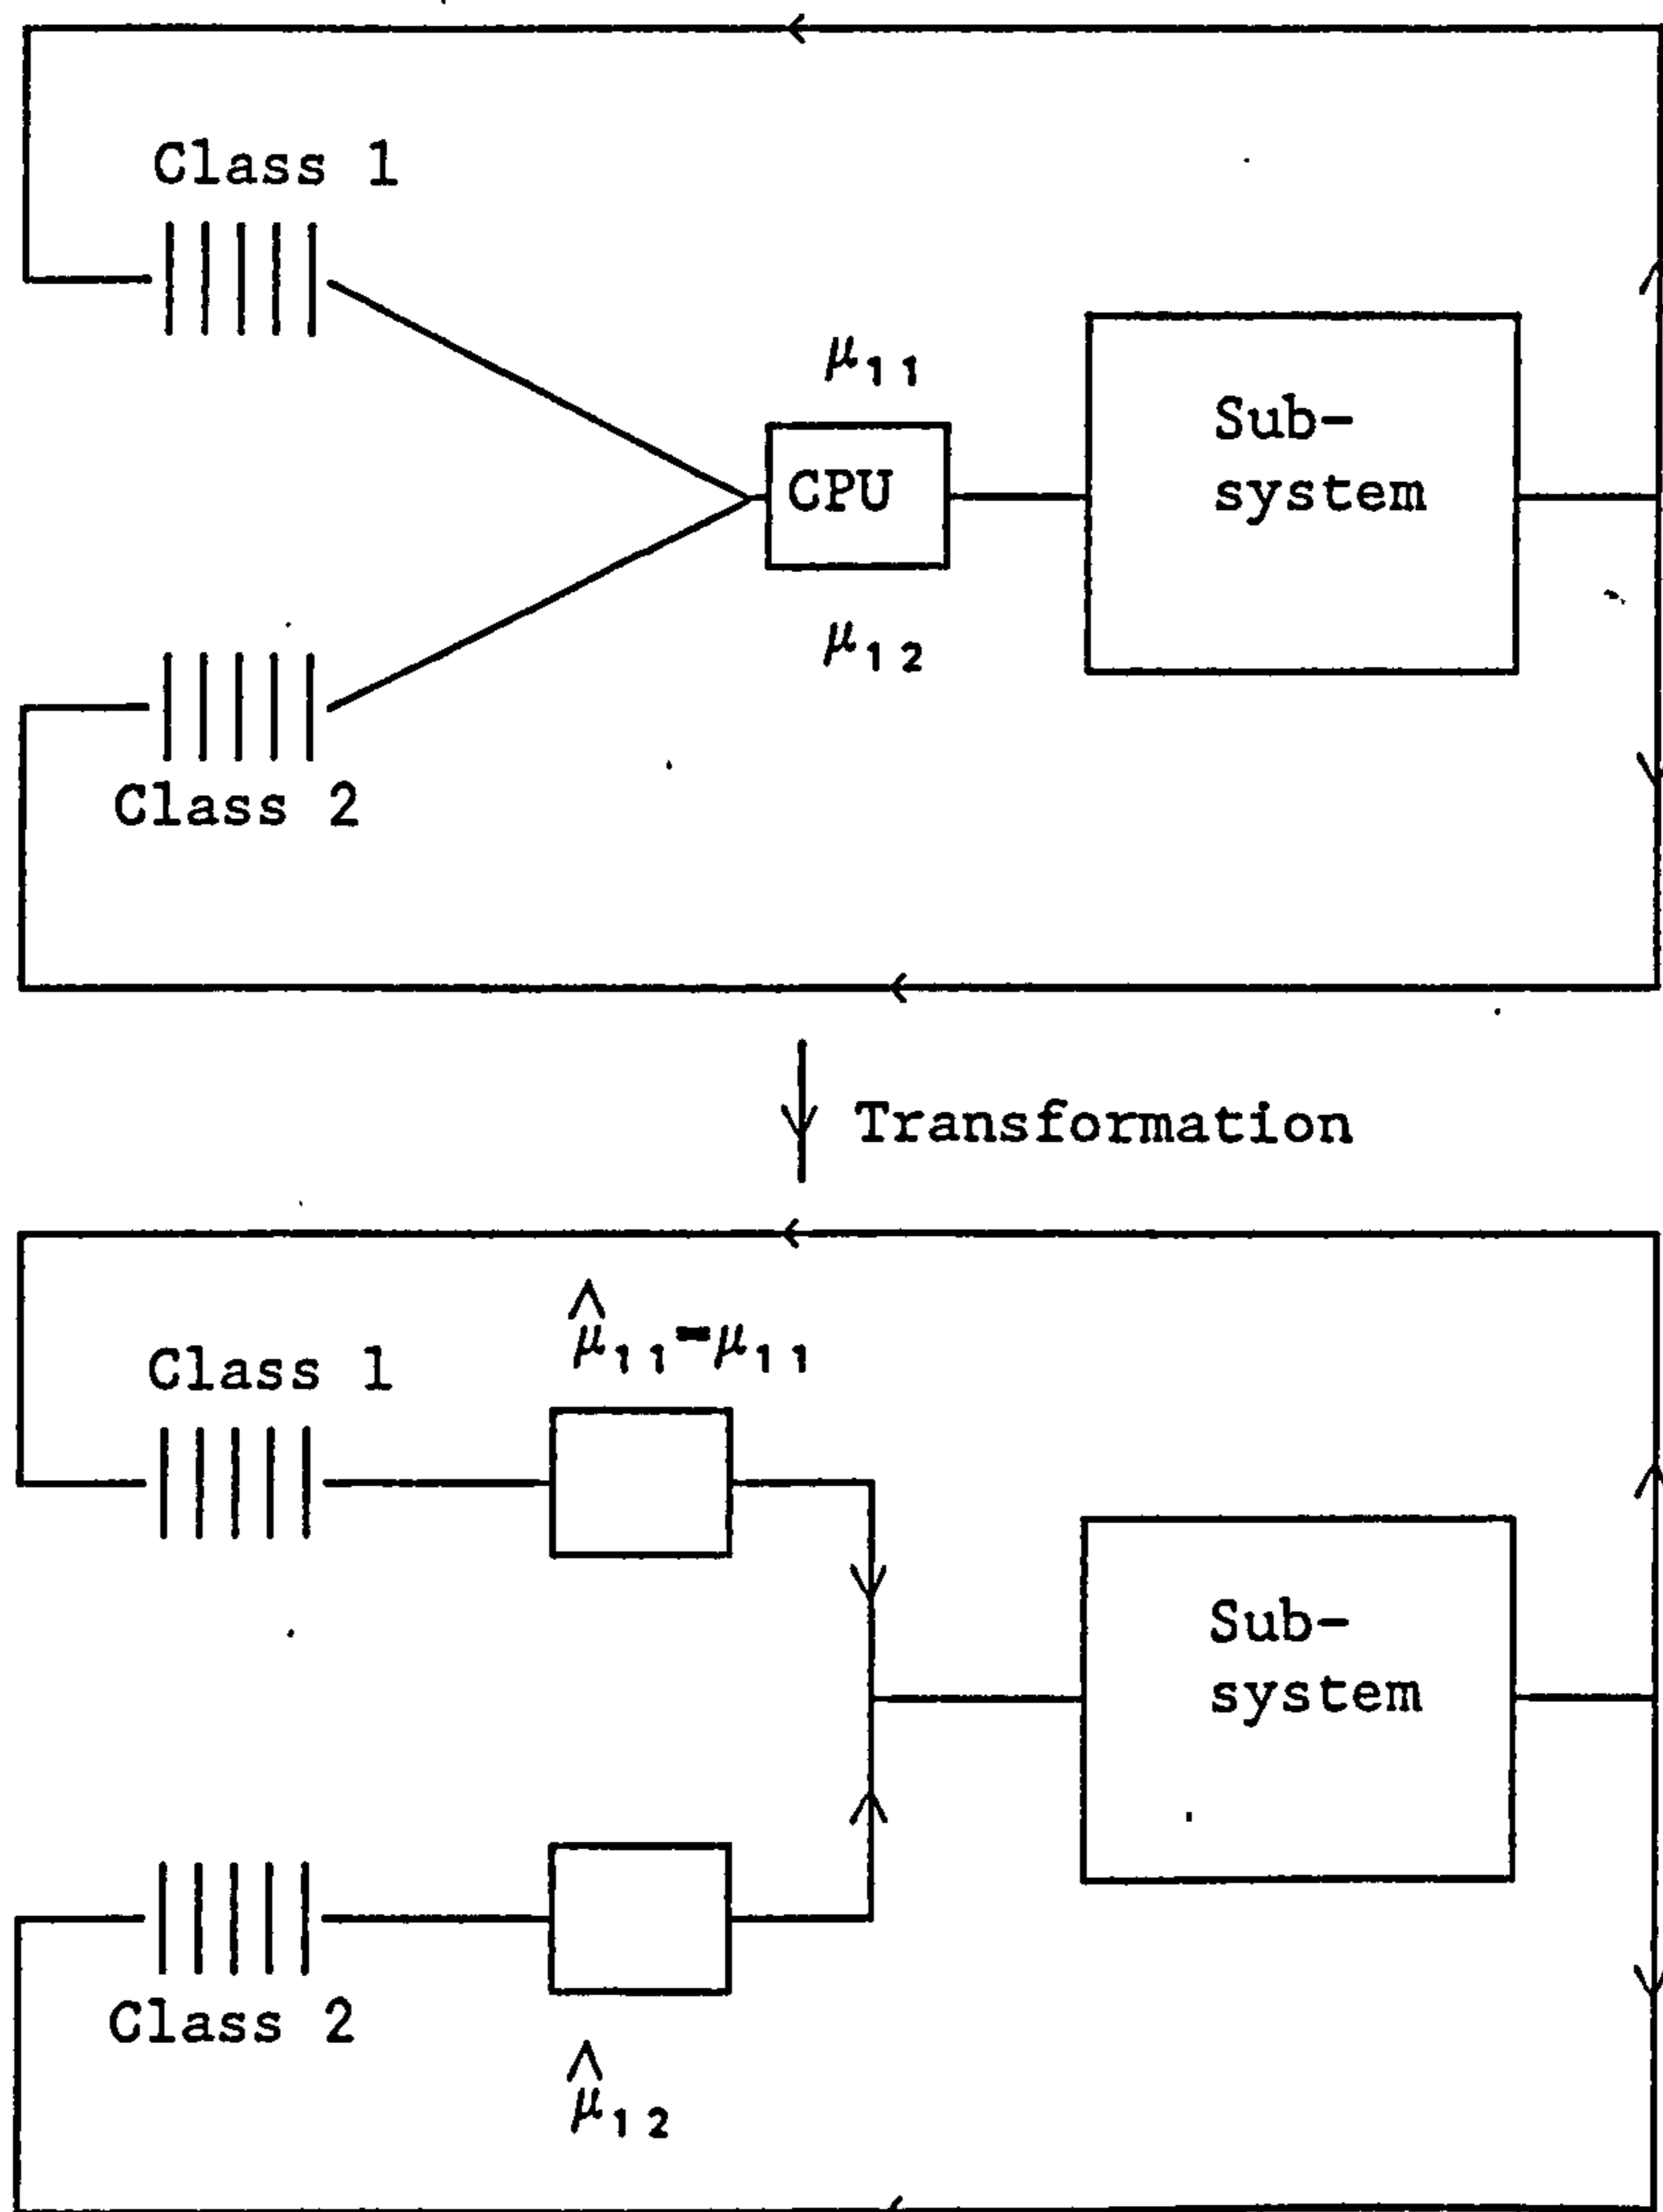 Class 1
μ₁₁
CPU
Sub-
system
μ₁₂
Class 2
Transformation
μ̂₁₁=μ₁₁
Class 1
Sub-
system
Class 2
μ̂₁₂